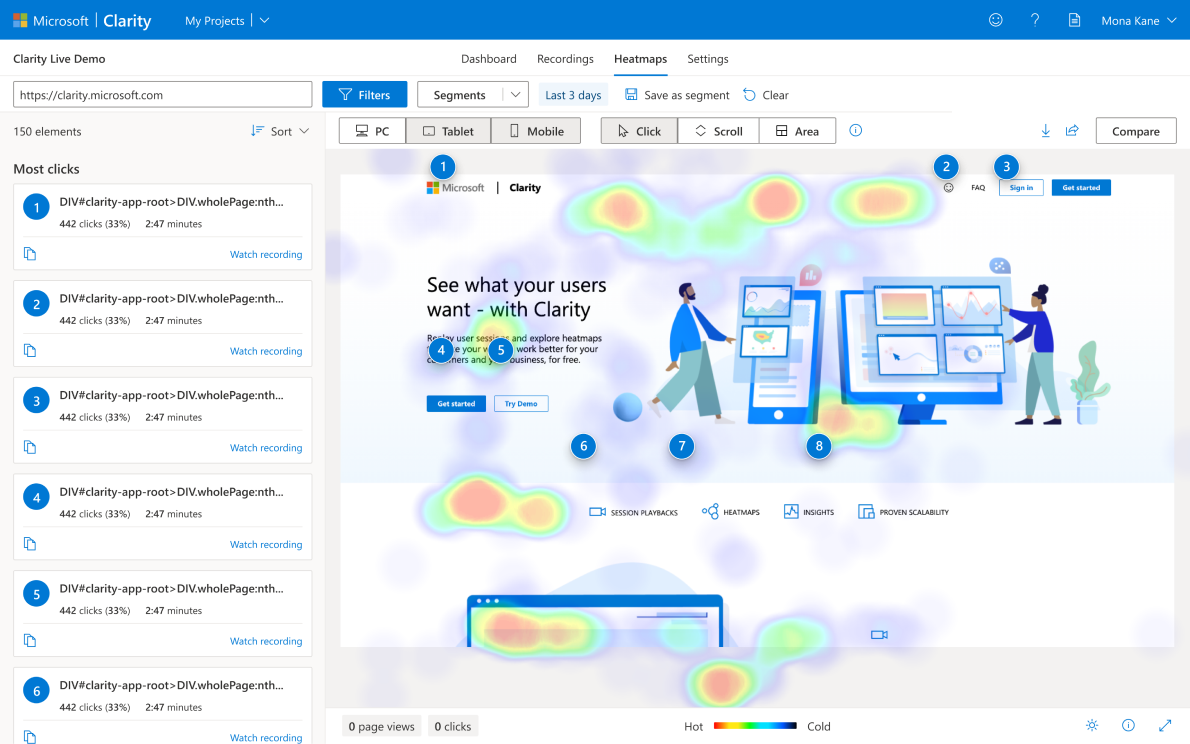 Microsoft | Clarity
My Projects
?
Mona Kane
Clarity Live Demo
Dashboard
Recordings
Heatmaps
Settings
https://clarity.microsoft.com
Filters
Segments
Last 3 days
Save as segment
Clear
150 elements
Sort
PC
Tablet
Mobile
Click
Scroll
Area
Compare
Most clicks
1
DIV#clarity-app-root>DIV.wholePage:nth...
442 clicks (33%) 2:47 minutes
Watch recording
2
DIV#clarity-app-root>DIV.wholePage:nth...
442 clicks (33%) 2:47 minutes
Watch recording
3
DIV#clarity-app-root>DIV.wholePage:nth...
442 clicks (33%) 2:47 minutes
Watch recording
4
DIV#clarity-app-root>DIV.wholePage:nth...
442 clicks (33%) 2:47 minutes
Watch recording
5
DIV#clarity-app-root>DIV.wholePage:nth...
442 clicks (33%) 2:47 minutes
Watch recording
6
DIV#clarity-app-root>DIV.wholePage:nth...
442 clicks (33%) 2:47 minutes
Watch recording
1
2
3
Microsoft | Clarity
FAQ
Sign in
Get started
See what your users
want - with Clarity
Replay user sessions and explore heatmaps
your work better for your
and business, for free.
4
5
Get started
Try Demo
6
7
8
SESSION PLAYBACKS
HEATMAPS
INSIGHTS
PROVEN SCALABILITY
0 page views
0 clicks
Hot
Cold